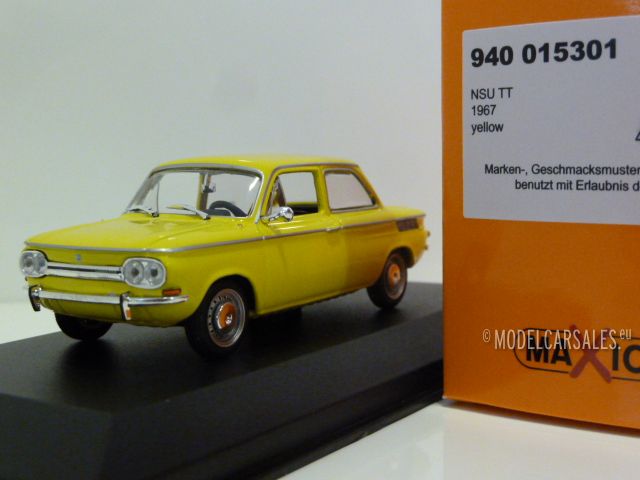 940 015301
NSU TT
1967
yellow
Marken-, Geschmacksmuster
benutzt mit Erlaubnis d
© MODELCARSALES.eu
MAXIC